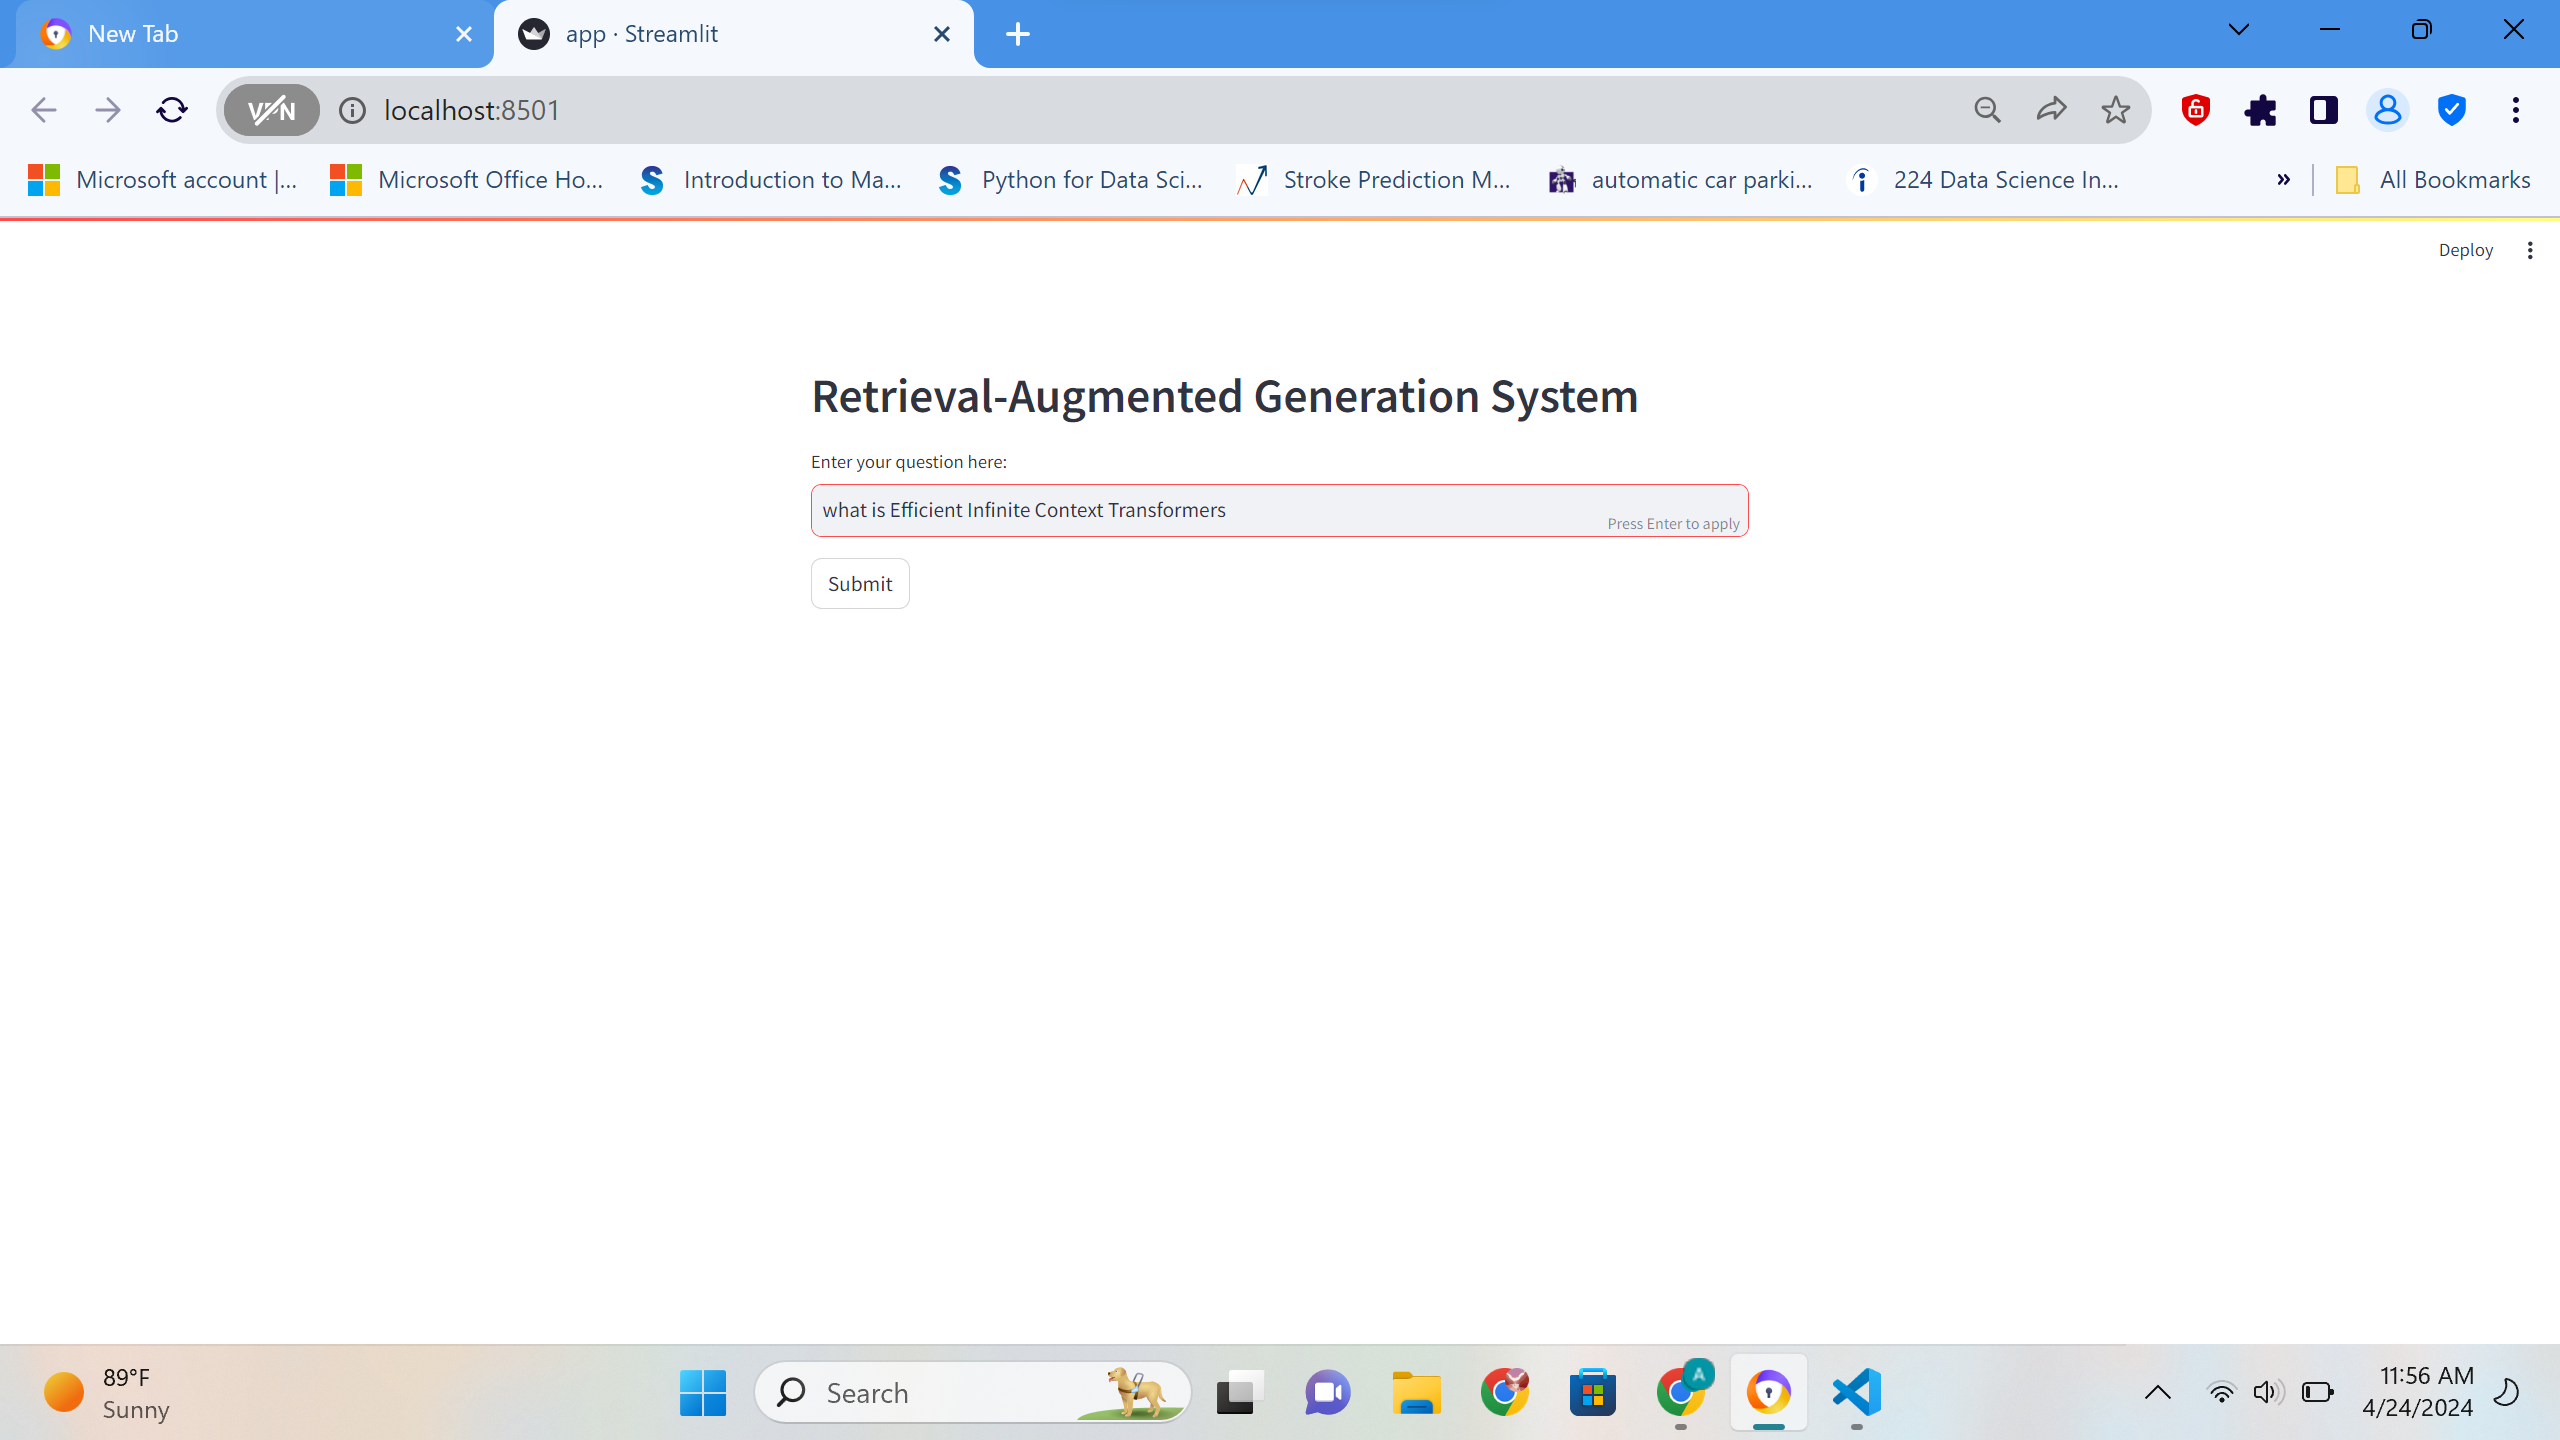 New Tab
app · Streamlit
VPN
localhost:8501
Microsoft account |...
Microsoft Office Ho...
Introduction to Ma...
Python for Data Sci...
Stroke Prediction M...
automatic car parki...
224 Data Science In...
»
All Bookmarks
Deploy
Retrieval-Augmented Generation System
Enter your question here:
what is Efficient Infinite Context Transformers
Press Enter to apply
Submit
89°F
Sunny
Search
A
11:56 AM
4/24/2024